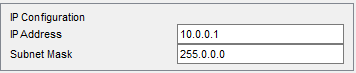 IP Configuration
IP Address 10.0.0.1
Subnet Mask 255.0.0.0